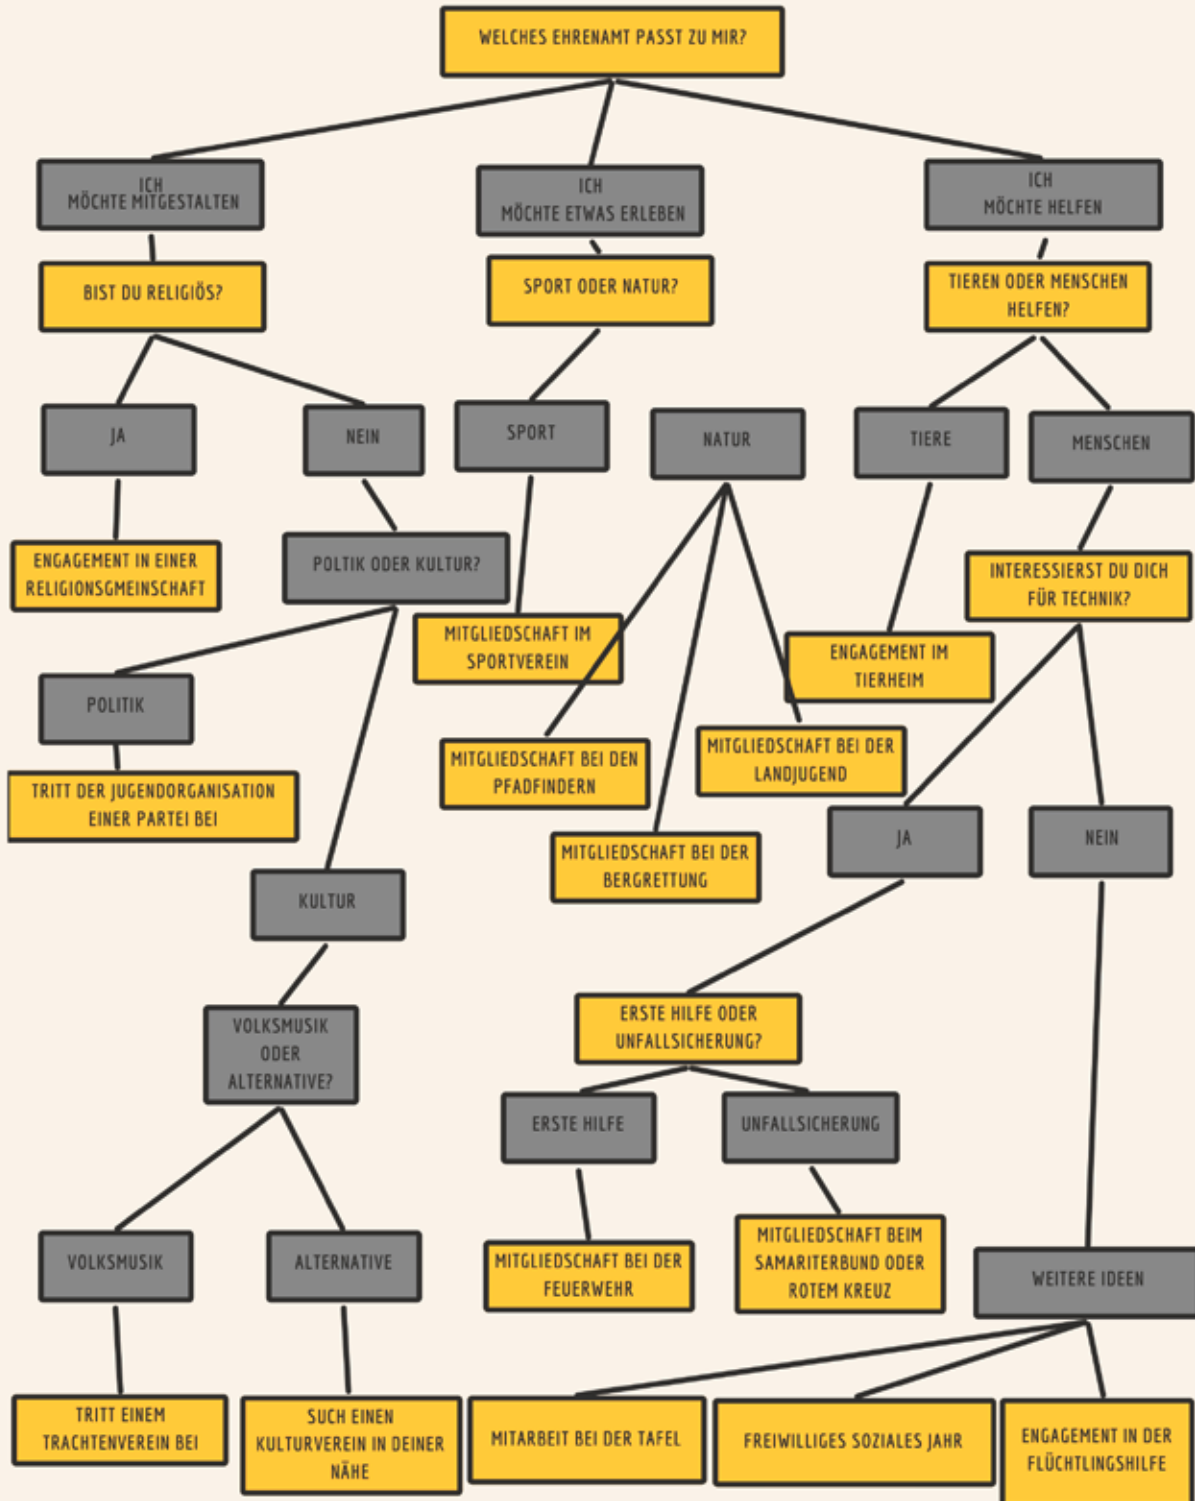 WELCHES EHRENAMT PASST ZU MIR?
ICH
MÖCHTE MITGESTALTEN
ICH
MÖCHTE ETWAS ERLEBEN
ICH
MÖCHTE HELFEN
BIST DU RELIGIÖS?
SPORT ODER NATUR?
TIEREN ODER MENSCHEN
HELFEN?
JA
NEIN
SPORT
NATUR
TIERE
MENSCHEN
ENGAGEMENT IN EINER
RELIGIONSGMEINSCHAFT
POLTIK ODER KULTUR?
INTERESSIERST DU DICH
FÜR TECHNIK?
MITGLIEDSCHAFT IM
SPORTVEREIN
ENGAGEMENT IM
TIERHEIM
POLITIK
MITGLIEDSCHAFT BEI DEN
PFADFINDERN
MITGLIEDSCHAFT BEI DER
LANDJUGEND
TRITT DER JUGENDORGANISATION
EINER PARTEI BEI
MITGLIEDSCHAFT BEI DER
BERGRETTUNG
JA
NEIN
KULTUR
VOLKSMUSIK
ODER
ALTERNATIVE?
ERSTE HILFE ODER
UNFALLSICHERUNG?
ERSTE HILFE
UNFALLSICHERUNG
VOLKSMUSIK
ALTERNATIVE
MITGLIEDSCHAFT BEI DER
FEUERWEHR
MITGLIEDSCHAFT BEIM
SAMARITERBUND ODER
ROTEM KREUZ
WEITERE IDEEN
TRITT EINEM
TRACHTENVEREIN BEI
SUCH EINEN
KULTURVEREIN IN DEINER
NÄHE
MITARBEIT BEI DER TAFEL
FREIWILLIGES SOZIALES JAHR
ENGAGEMENT IN DER
FLÜCHTLINGSHILFE